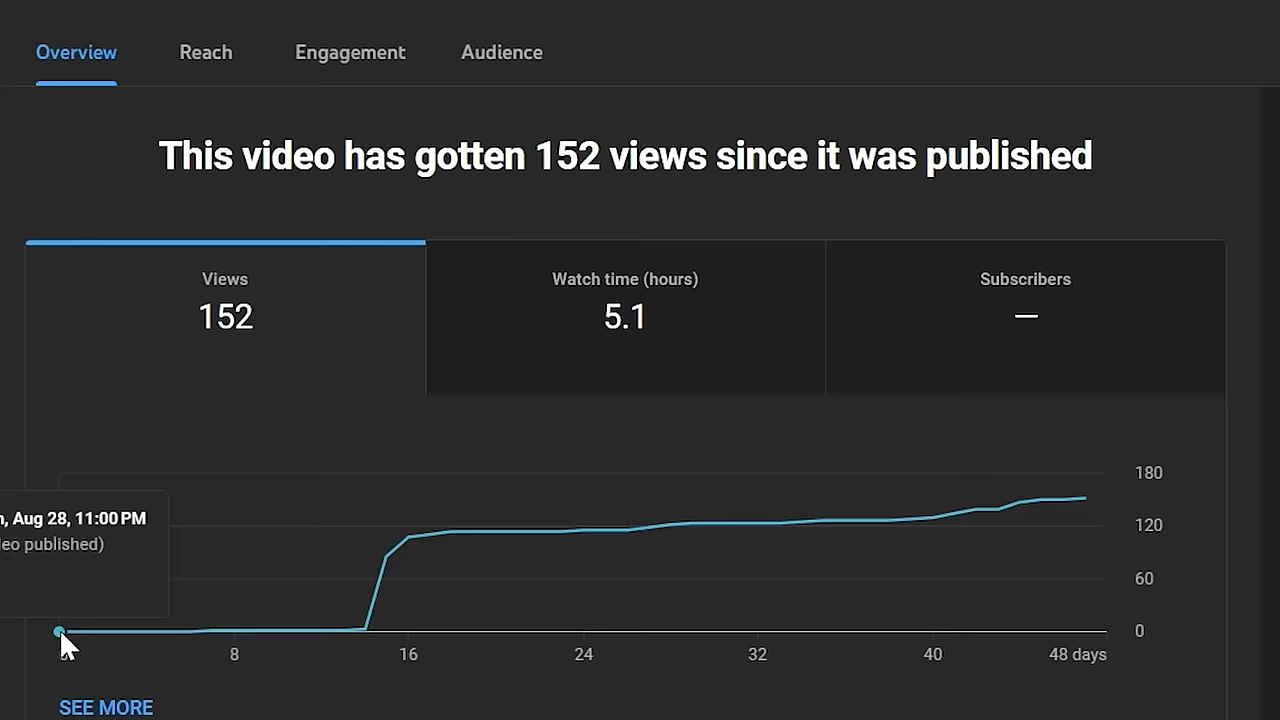 Overview Reach Engagement Audience
This video has gotten 152 views since it was published
Views Watch time (hours) Subscribers
152 5.1 —
180
Aug 28, 11:00 PM
120
published)
60
0
8 16 24 32 40 48 days
SEE MORE